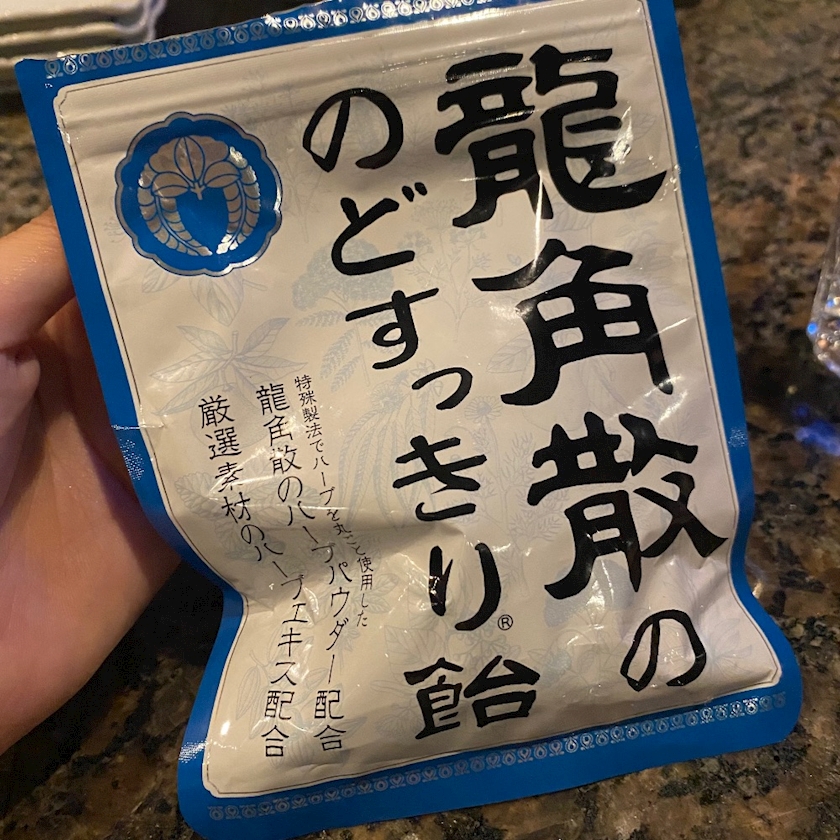 龍角散の
のどすっきり飴®
特殊製法でハーブを丸ごと使用した
龍角散のハーブパウダー配合
厳選素材のハーブエキス配合